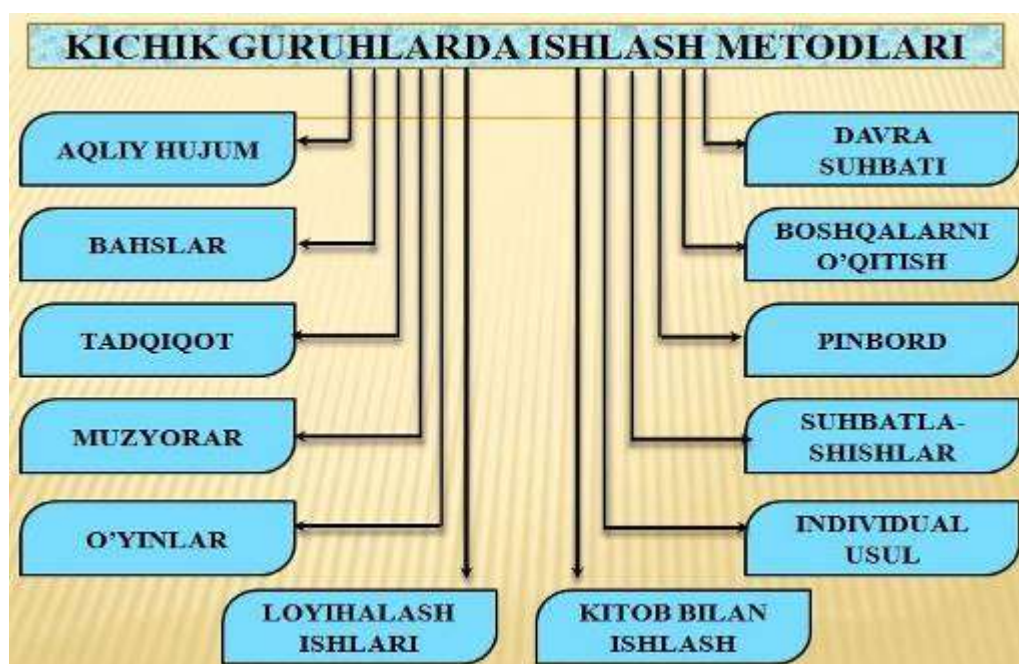 KICHIK GURUHLARDA ISHLASH METODLARI
AQLIY HUJUM
BAHSLAR
TADQIQOT
MUZYORAR
O’YINLAR
LOYIHALASH
ISHLARI
DAVRA
SUHBATI
BOSHQALARNI
O’QITISH
PINBORD
SUHBATLA-
SHISHLAR
INDIVIDUAL
USUL
KITOB BILAN
ISHLASH